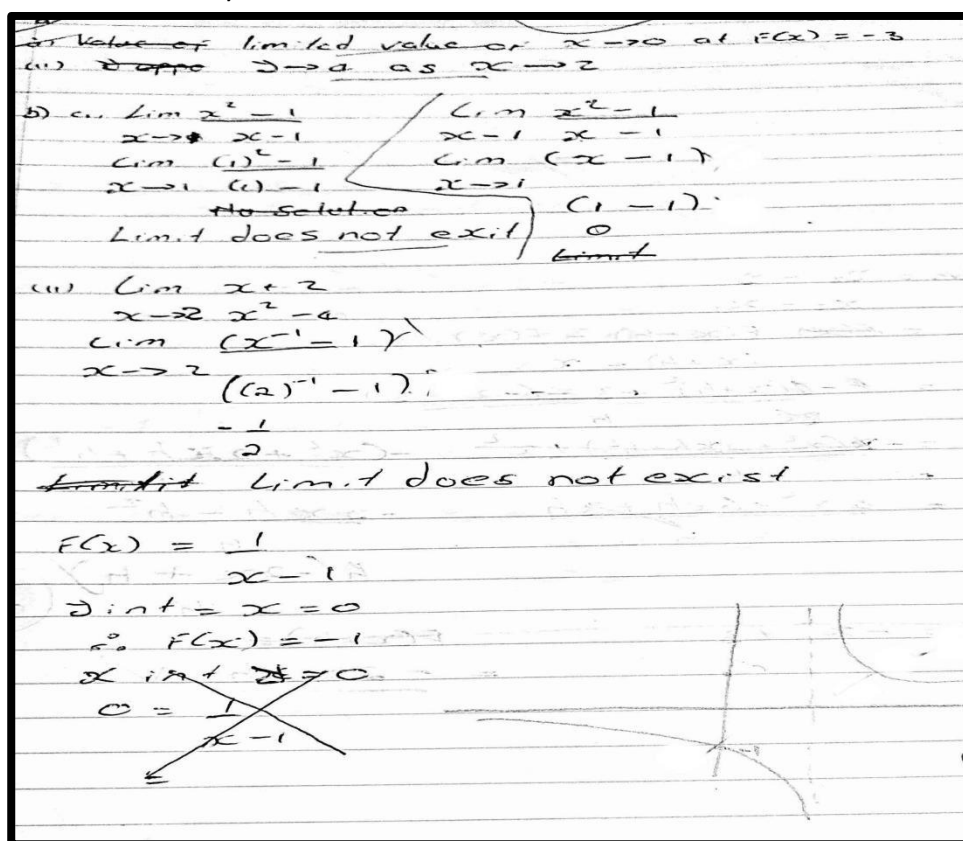 Value of limited value or x → 0 at F(x) = -3
(ii) y → 4 as x → 2
b) (i) Lim x² - 1
x → x - 1
Lim (1)² - 1
x → 1 (1) - 1
No Solution
Limit does not exit
Lim x² - 1
x - 1 x - 1
Lim (x - 1)
x → 1
(1 - 1)
0
Limit
(ii) Lim x + 2
x → 2 x² - 4
Lim (x⁻¹ - 1)
x → 2
((2)⁻¹ - 1)
- 1
2
Limit does not exist
F(x) = 1
x - 1
y int = x = 0
∴ F(x) = -1
x int = 0
0 = 1
x - 1
-1